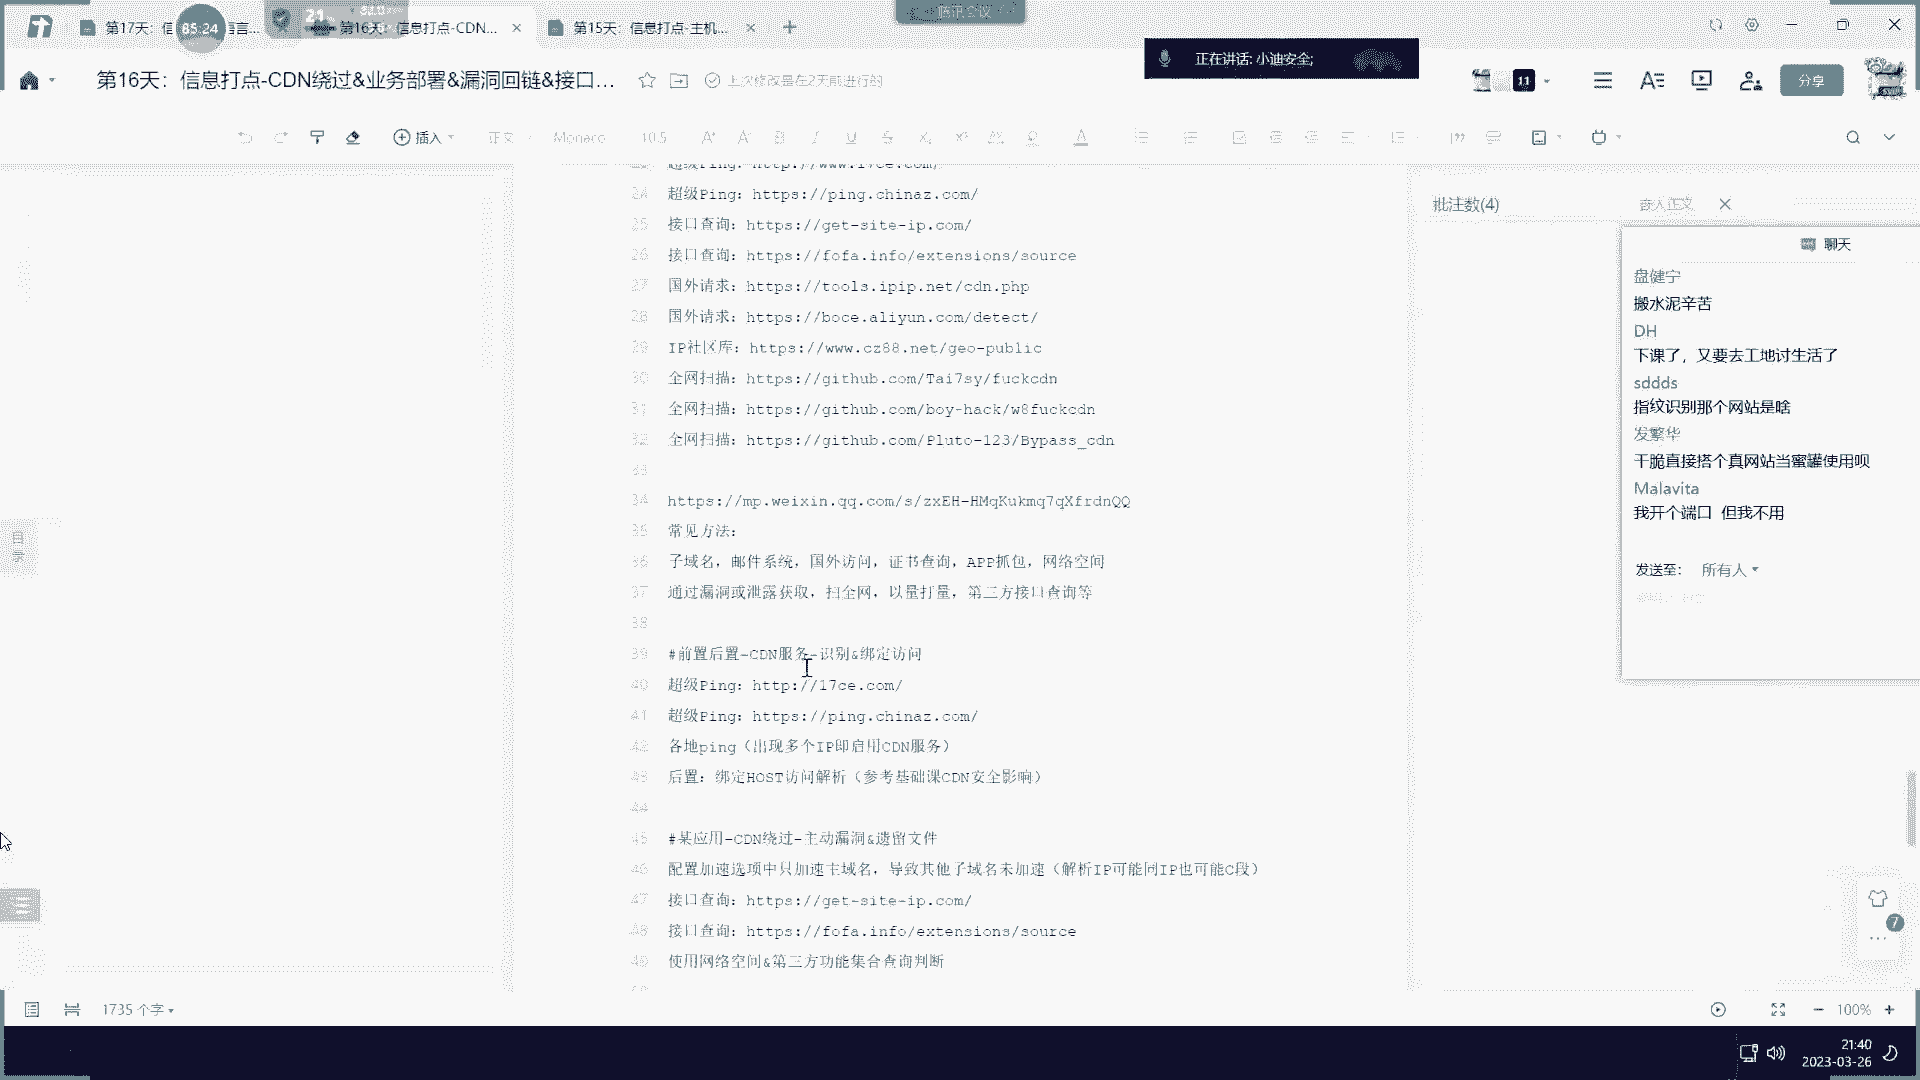 第17天：信
85:24
言...
第16天：信息打点-CDN...
第15天：信息打点-主机...
腾讯会议
正在讲话: 小迪安全;
第16天：信息打点-CDN绕过&业务部署&漏洞回链&接口...
上次修改是在2天前进行的
11
分享
插入
正文
Monaco
10.5
23 超级Ping：http://www.17ce.com/
24 超级Ping：https://ping.chinaz.com/
25 接口查询：https://get-site-ip.com/
26 接口查询：https://fofa.info/extensions/source
27 国外请求：https://tools.ipip.net/cdn.php
28 国外请求：https://boce.aliyun.com/detect/
29 IP社区库：https://www.cz88.net/geo-public
30 全网扫描：https://github.com/Tai7sy/fuckcdn
31 全网扫描：https://github.com/boy-hack/w8fuckcdn
32 全网扫描：https://github.com/Pluto-123/Bypass_cdn
33
34 https://mp.weixin.qq.com/s/zxEH-HMqKukmq7qXfrdnQQ
35 常见方法：
36 子域名，邮件系统，国外访问，证书查询，APP抓包，网络空间
37 通过漏洞或泄露获取，扫全网，以量打量，第三方接口查询等
38
39 #前置后置-CDN服务-识别&绑定访问
40 超级Ping：http://17ce.com/
41 超级Ping：https://ping.chinaz.com/
42 各地ping（出现多个IP即启用CDN服务）
43 后置：绑定HOST访问解析（参考基础课CDN安全影响）
44
45 #某应用-CDN绕过-主动漏洞&遗留文件
46 配置加速选项中只加速主域名，导致其他子域名未加速（解析IP可能同IP也可能C段）
47 接口查询：https://get-site-ip.com/
48 接口查询：https://fofa.info/extensions/source
49 使用网络空间&第三方功能集合查询判断
目录
批注数(4)
嵌入正文
聊天
盘健宁
搬水泥辛苦
DH
下课了，又要去工地讨生活了
sddds
指纹识别那个网站是啥
发繁华
干脆直接搭个真网站当蜜罐使用呗
Malavita
我开个端口 但我不用
发送至： 所有人
7
1735 个字
100%
21:40
2023-03-26